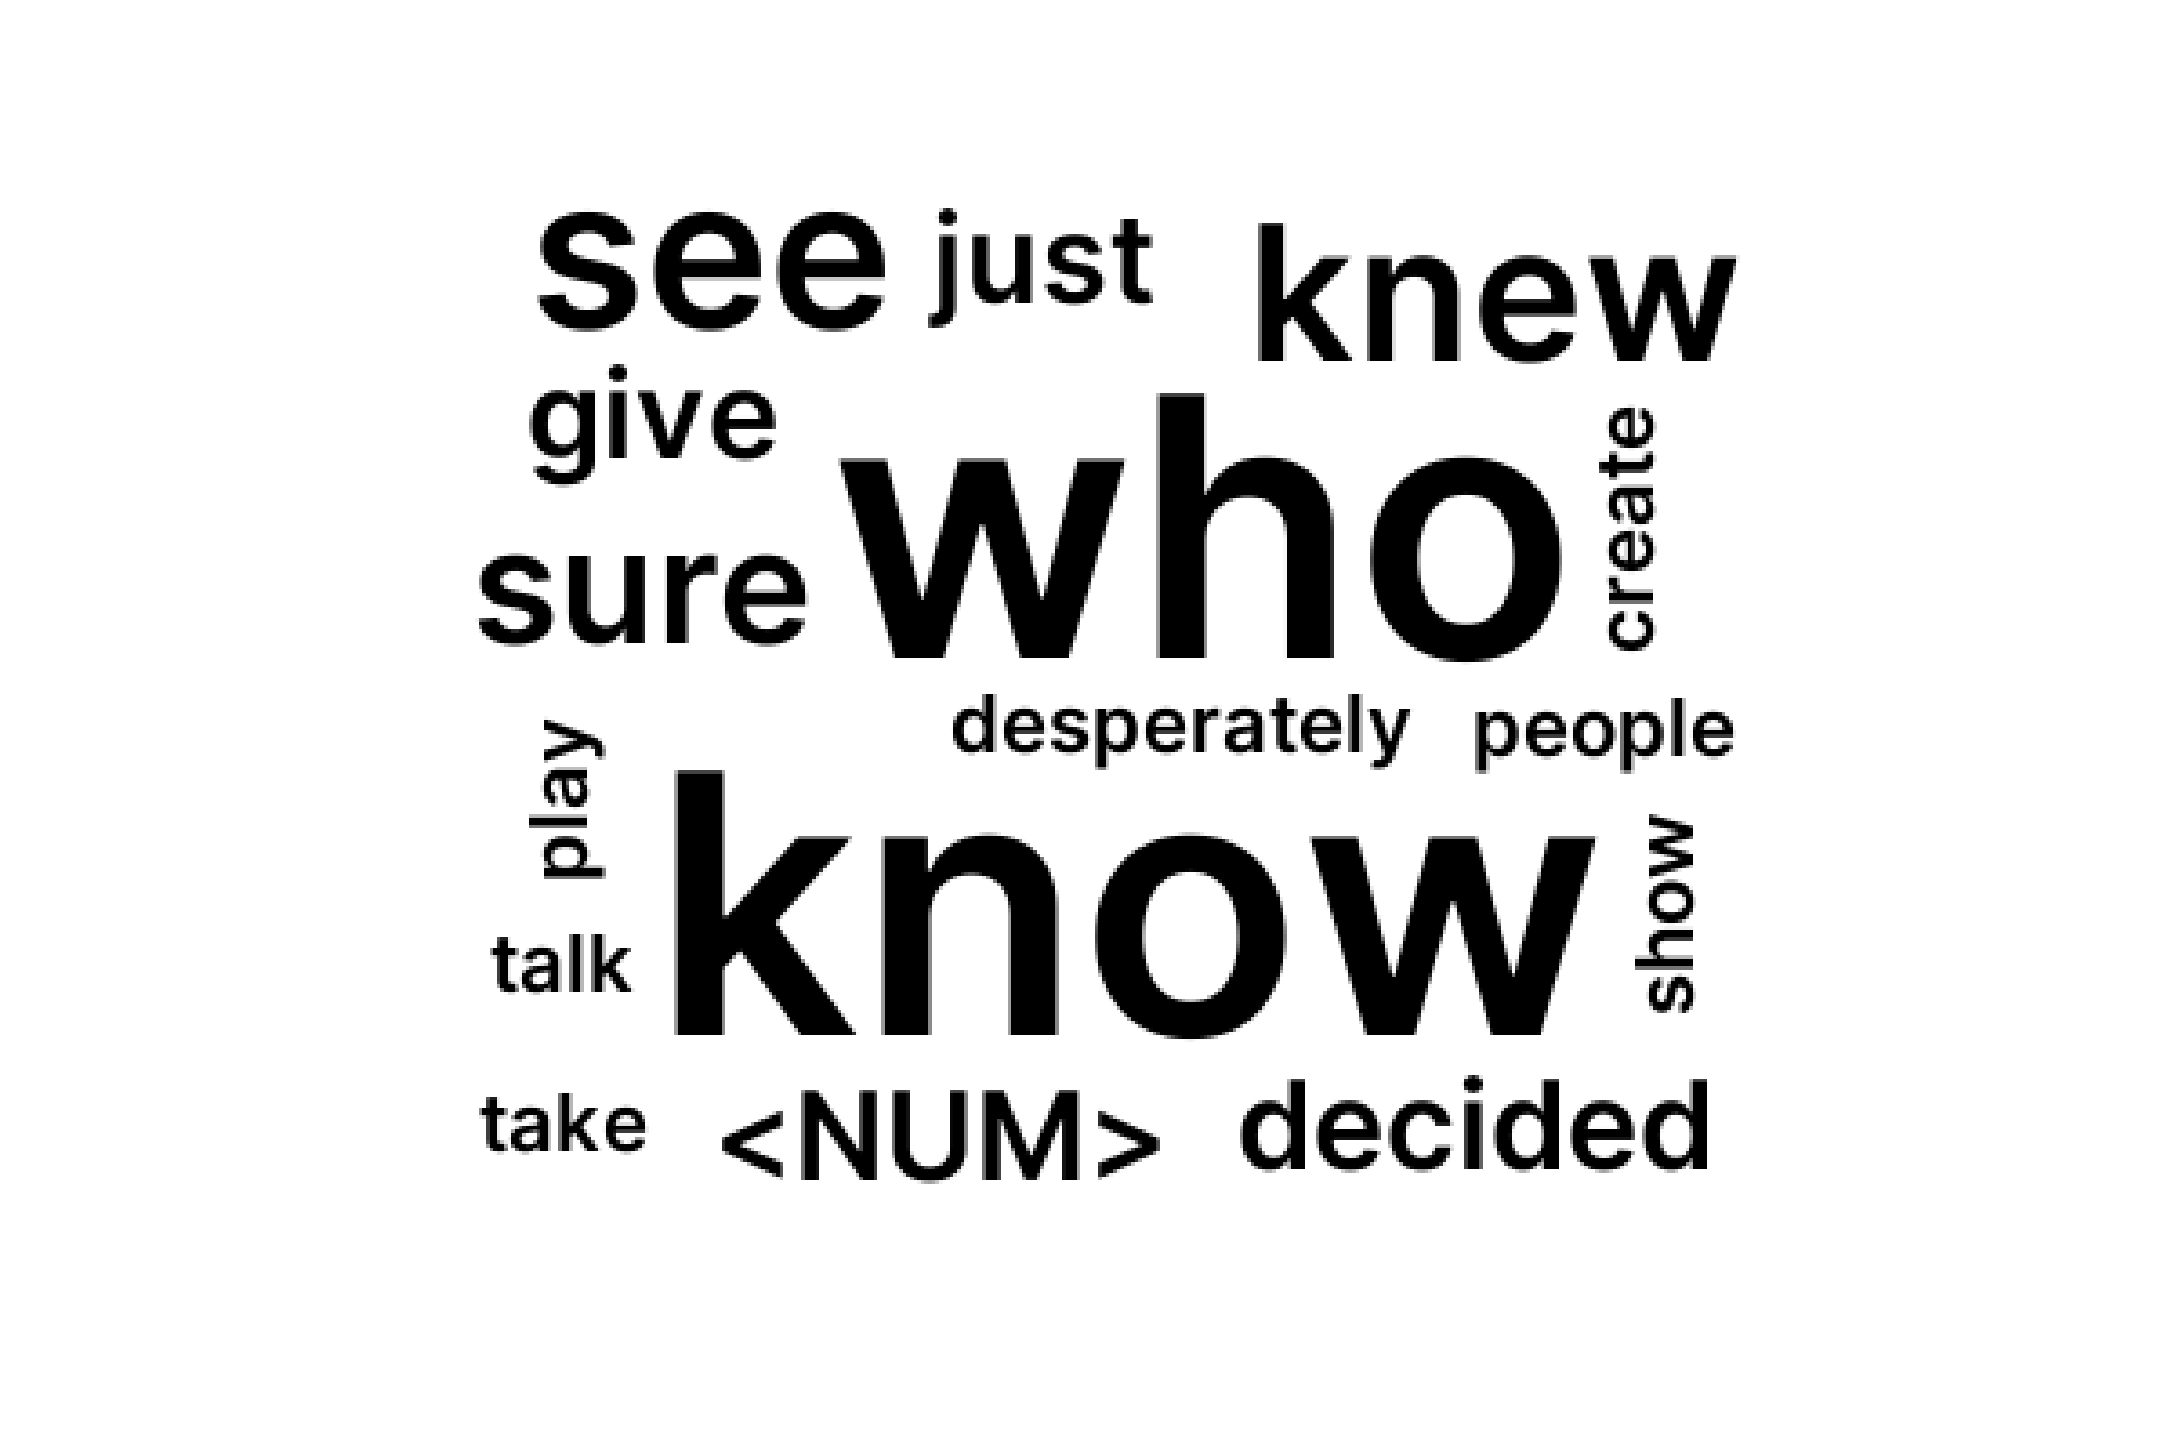 see just knew
give
who
create
sure
desperately people
play
know
show
talk
take <NUM> decided